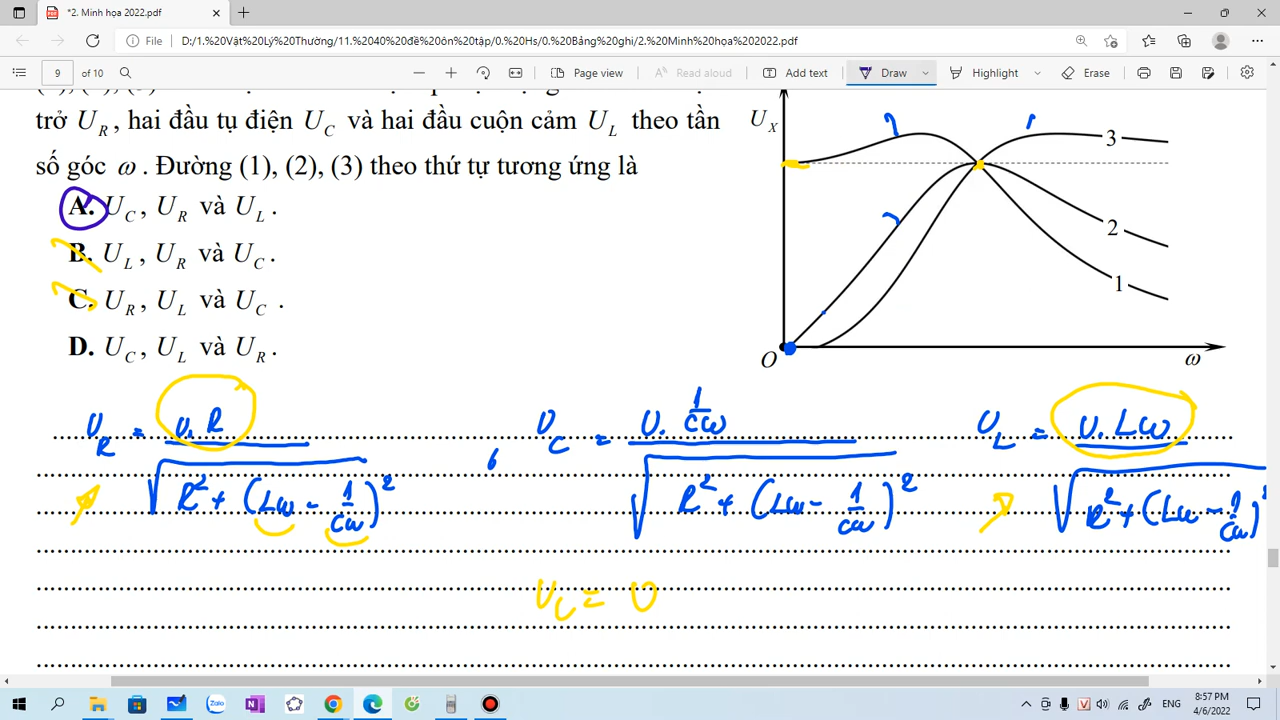 *2. Minh họa 2022.pdf
File D:/1.%20Vật%20Lý%20Thường/11.%2040%20đề%20ôn%20tập/0.%20Hs/0.%20Bảng%20ghi/2.%20Minh%20họa%202022.pdf
9 of 10 Page view Read aloud Add text Draw Highlight Erase
trở U_R, hai đầu tụ điện U_C và hai đầu cuộn cảm U_L theo tần
số góc ω. Đường (1), (2), (3) theo thứ tự tương ứng là
A. U_C, U_R và U_L.
B. U_L, U_R và U_C.
C. U_R, U_L và U_C.
D. U_C, U_L và U_R.
U_X
3
2
1
O
ω
U_R = U.R / √(R² + (Lω - 1/Cω)²), U_C = U.1/Cω / √(R² + (Lω - 1/Cω)²) U_L = U.Lω / √(R² + (Lω - 1/Cω)²
U_C = U
Zalo
ENG
8:57 PM
4/6/2022